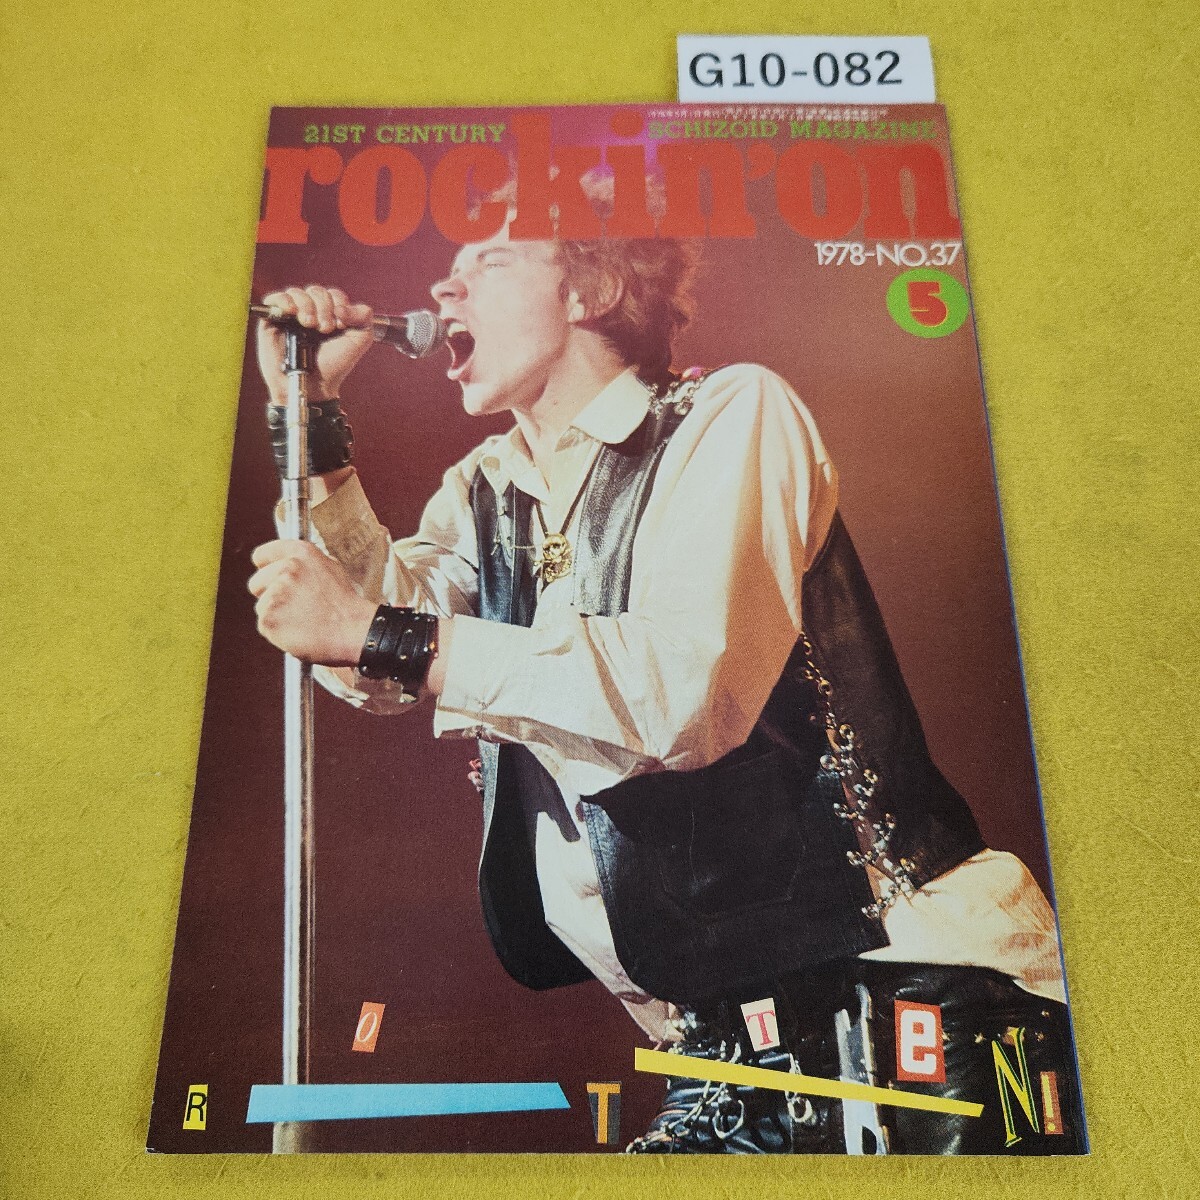 G10-082
21ST CENTURY SCHIZOID MAGAZINE
rockin'on
1978-NO.37
5
R O T T e N!